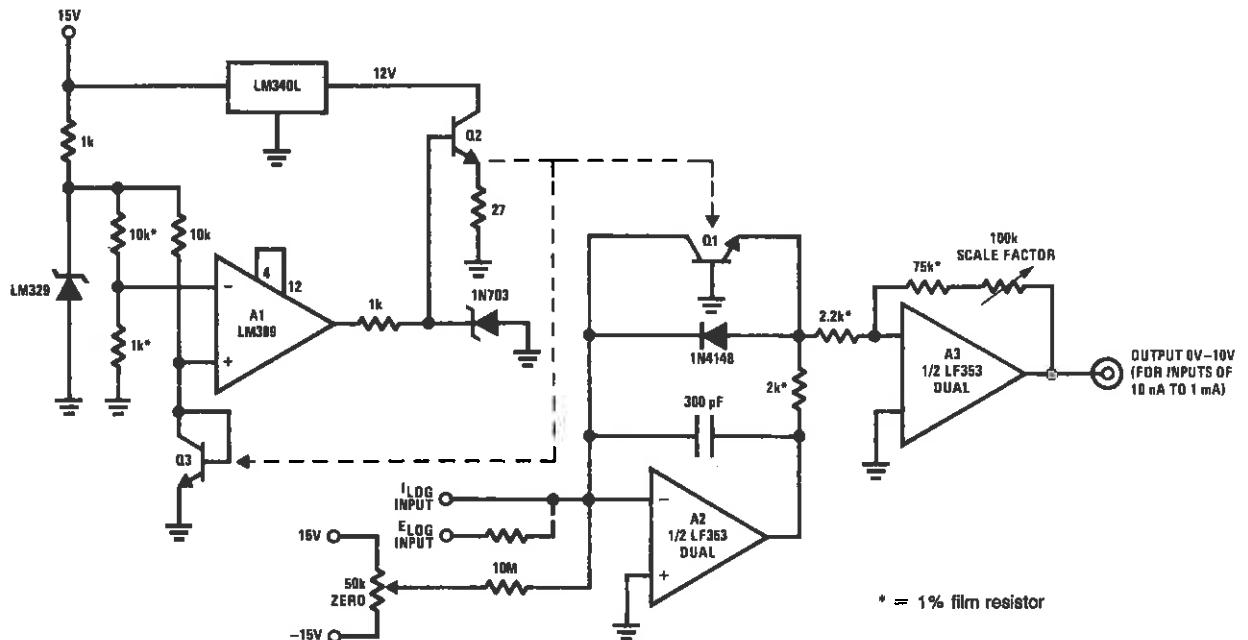 15V
LM340L
12V
Q2
1k
10k*
10k
27
LM329
4
12
A1
LM389
1k
1N703
1k*
Q3
Q1
1N4148
100k
SCALE FACTOR
75k*
2.2k*
A3
1/2 LF353
DUAL
OUTPUT 0V–10V
(FOR INPUTS OF
10 nA TO 1 mA)
2k*
300 pF
ILOG
INPUT
ELOG
INPUT
A2
1/2 LF353
DUAL
15V
50k
ZERO
10M
–15V
* = 1% film resistor